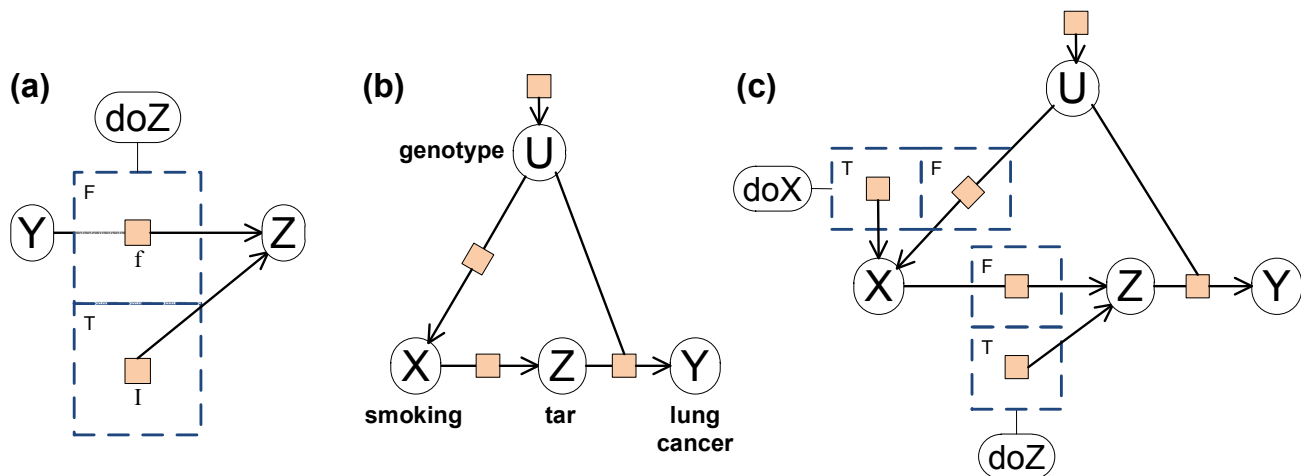 (a)
doZ
F
Y
f
Z
T
I
(b)
genotype
U
X
Z
Y
smoking
tar
lung
cancer
(c)
U
doX
T
F
X
F
Z
Y
T
doZ